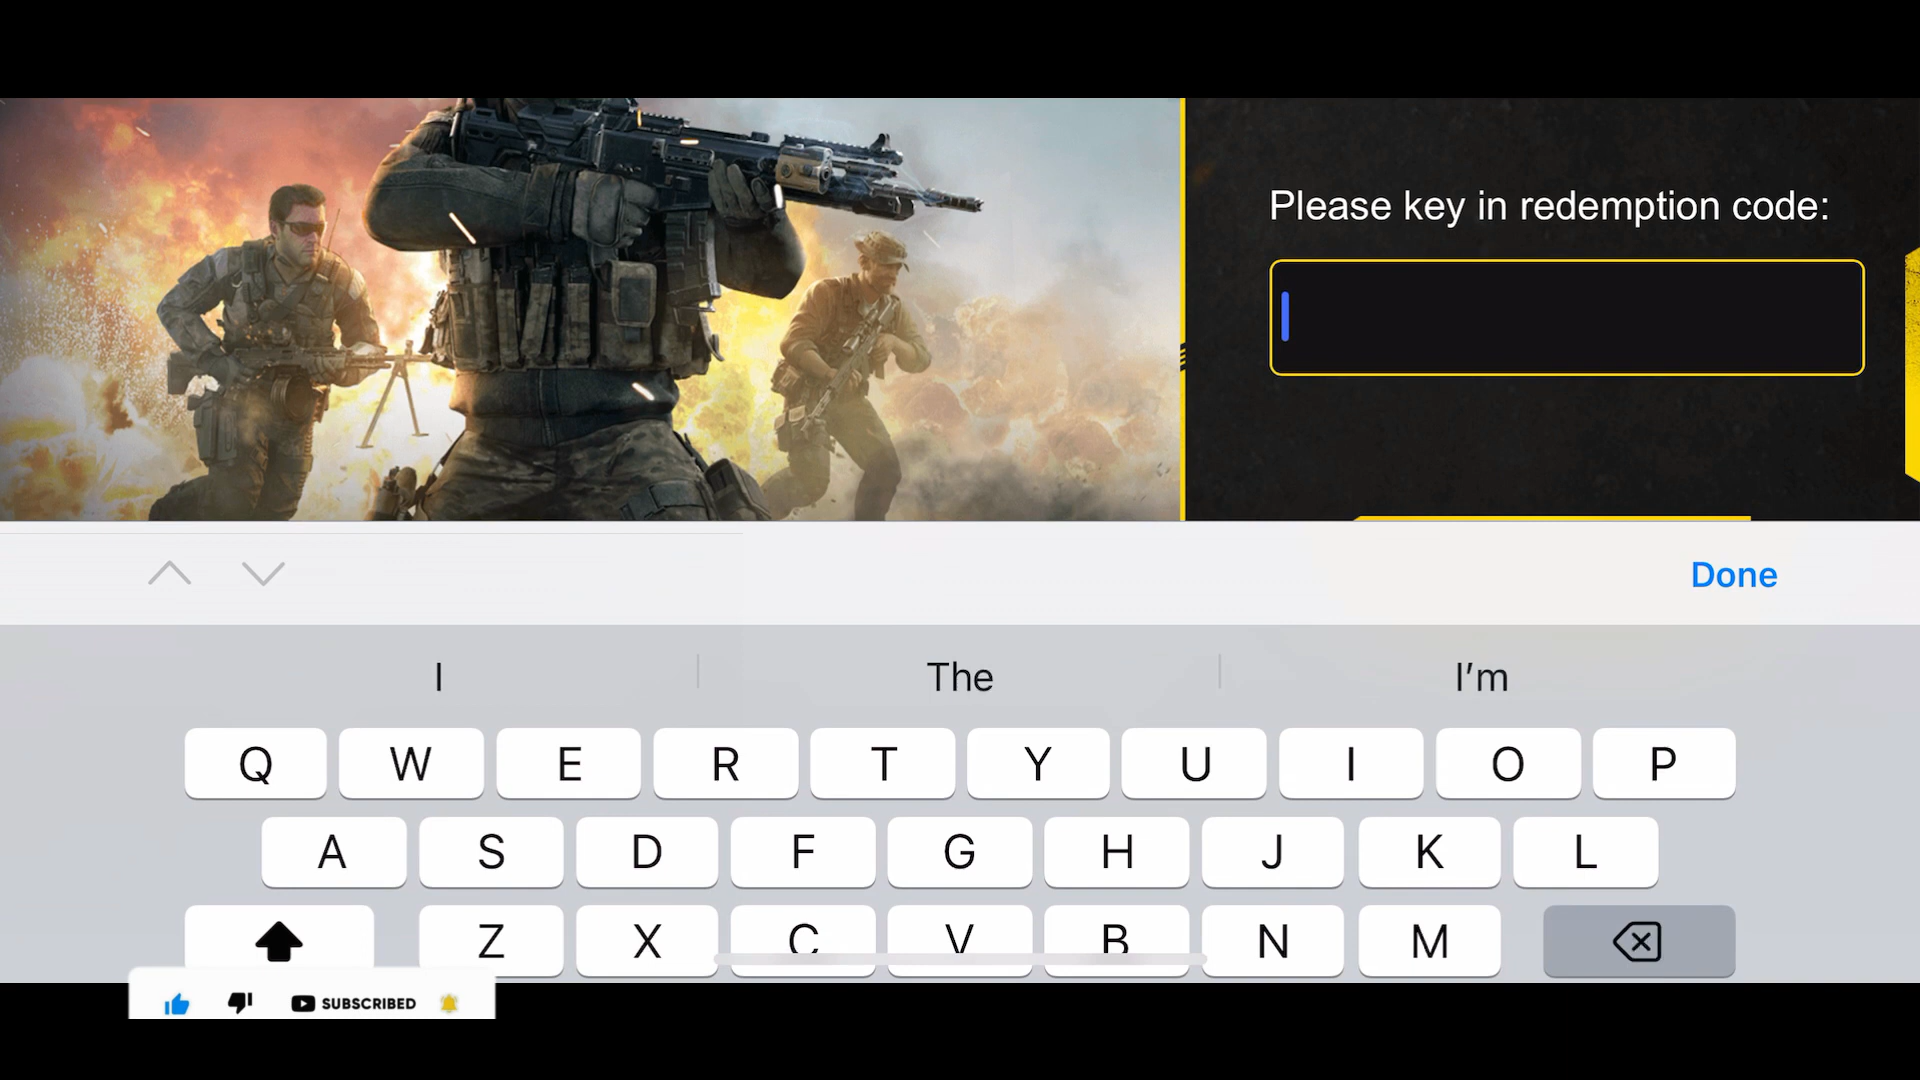 Please key in redemption code:
Done
I The I'm
Q W E R T Y U I O P
A S D F G H J K L
Z X C V B N M
SUBSCRIBED